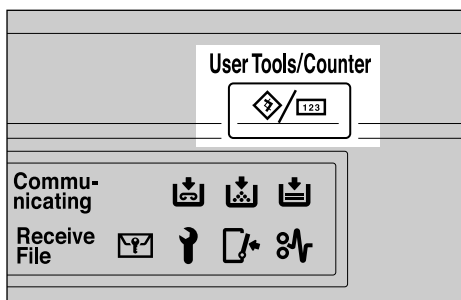 User Tools/Counter
123
Commu-
nicating
Receive
File